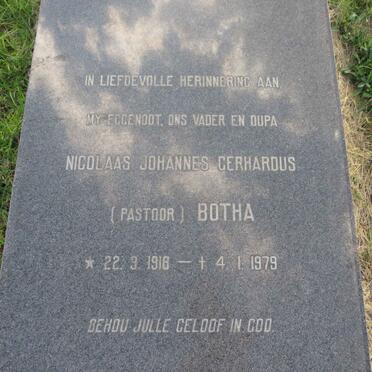 IN LIEFDEVOLLE HERINNERING AAN
MY EGGENOOT, ONS VADER EN OUPA
NICOLAAS JOHANNES GERHARDUS
(PASTOOR) BOTHA
★ 22. 3. 1918 — † 4. 1. 1979
BEHOU JULLE GELOOF IN GOD.